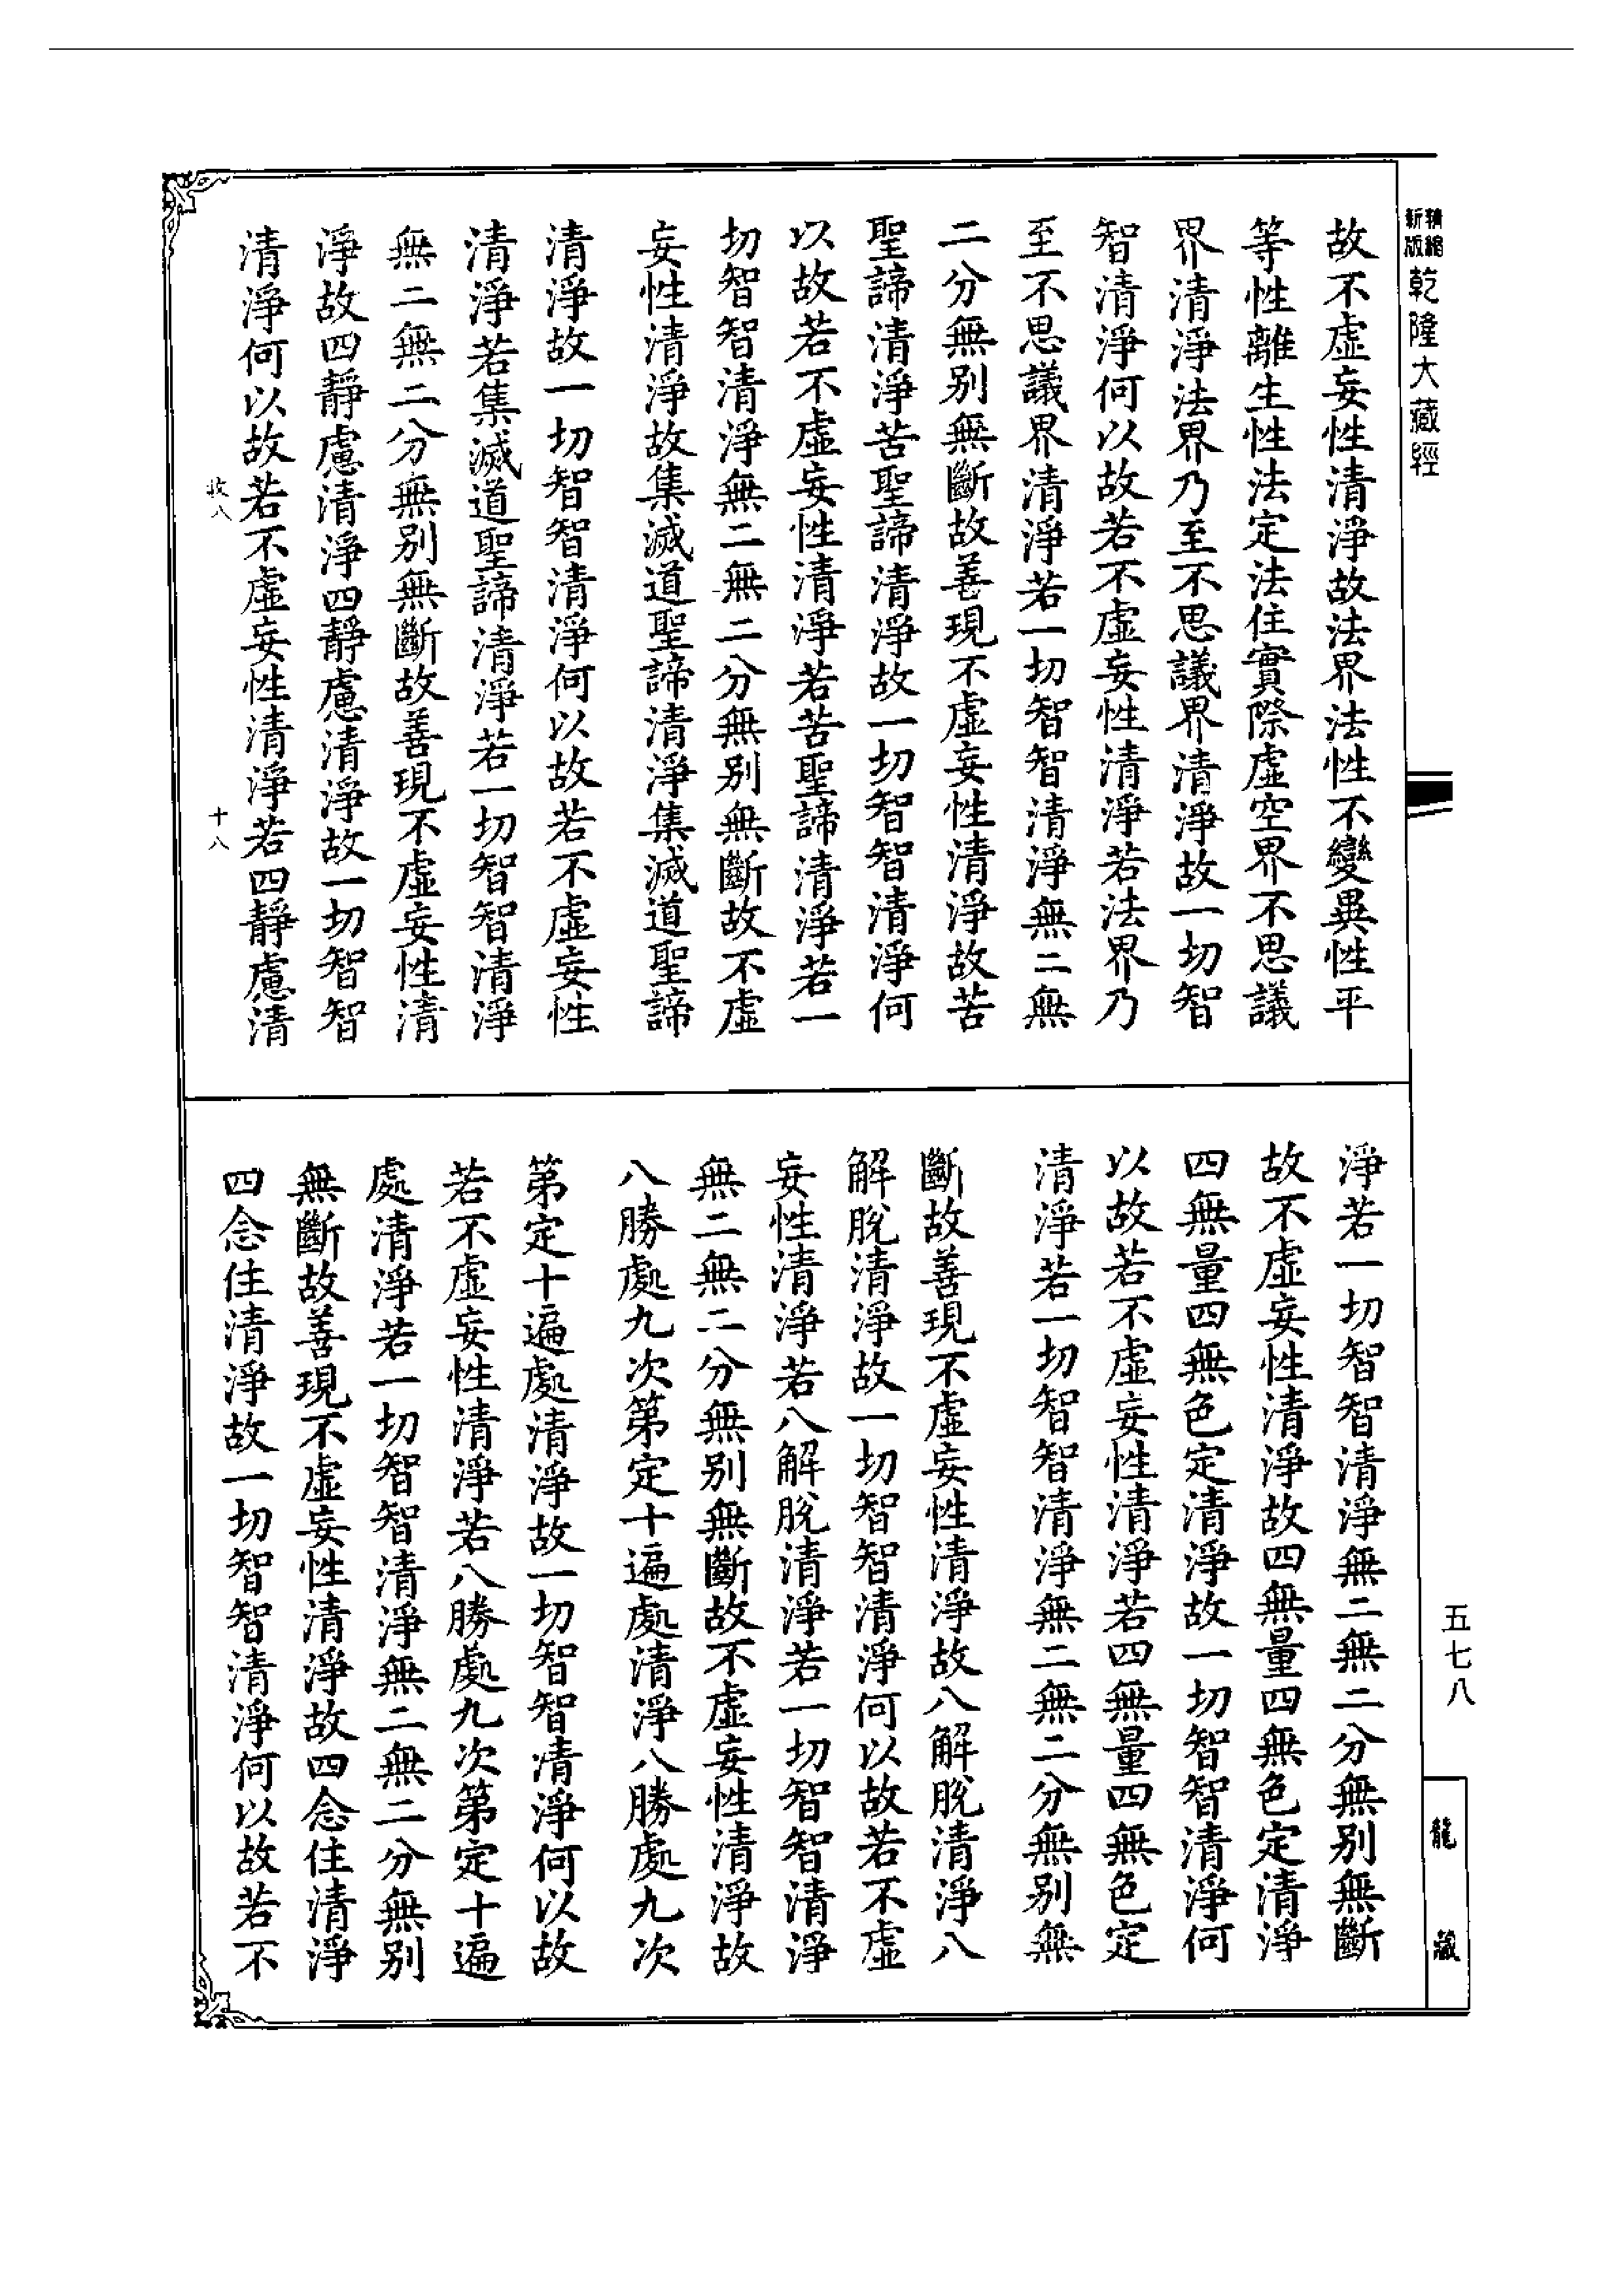 精縮新版乾隆大藏經
故不虛妄性清淨故法界法性不變異性平
等性離生性法定法住實際虛空界不思議
界清淨法界乃至不思議界清淨故一切智
智清淨何以故若不虛妄性清淨若法界乃
至不思議界清淨若一切智智清淨無二無
二分無別無斷故善現不虛妄性清淨故苦
聖諦清淨苦聖諦清淨故一切智智清淨何
以故若不虛妄性清淨若苦聖諦清淨若一
切智智清淨無二無二分無別無斷故不虛
妄性清淨故集滅道聖諦清淨集滅道聖諦
清淨故一切智智清淨何以故若不虛妄性
清淨若集滅道聖諦清淨若一切智智清淨
無二無二分無別無斷故善現不虛妄性清
淨故四靜慮清淨四靜慮清淨故一切智智
清淨何以故若不虛妄性清淨若四靜慮清
十八
淨若一切智智清淨無二無二分無別無斷
故不虛妄性清淨故四無量四無色定清淨
四無量四無色定清淨故一切智智清淨何
以故若不虛妄性清淨若四無量四無色定
清淨若一切智智清淨無二無二分無別無
斷故善現不虛妄性清淨故八解脫清淨八
解脫清淨故一切智智清淨何以故若不虛
妄性清淨若八解脫清淨若一切智智清淨
無二無二分無別無斷故不虛妄性清淨故
八勝處九次第定十遍處清淨八勝處九次
第定十遍處清淨故一切智智清淨何以故
若不虛妄性清淨若八勝處九次第定十遍
處清淨若一切智智清淨無二無二分無別
無斷故善現不虛妄性清淨故四念住清淨
四念住清淨故一切智智清淨何以故若不
五七八
龍藏